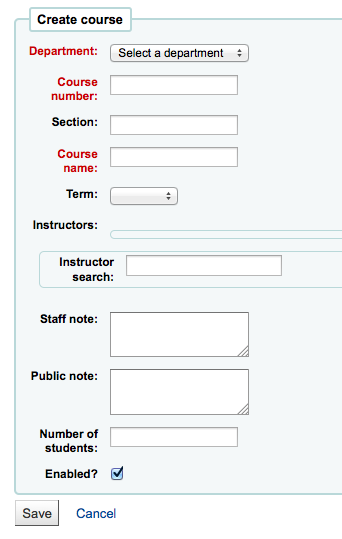 Create course
Department: Select a department
Course
number:
Section:
Course
name:
Term:
Instructors:
Instructor
search:
Staff note:
Public note:
Number of
students:
Enabled?
Save Cancel